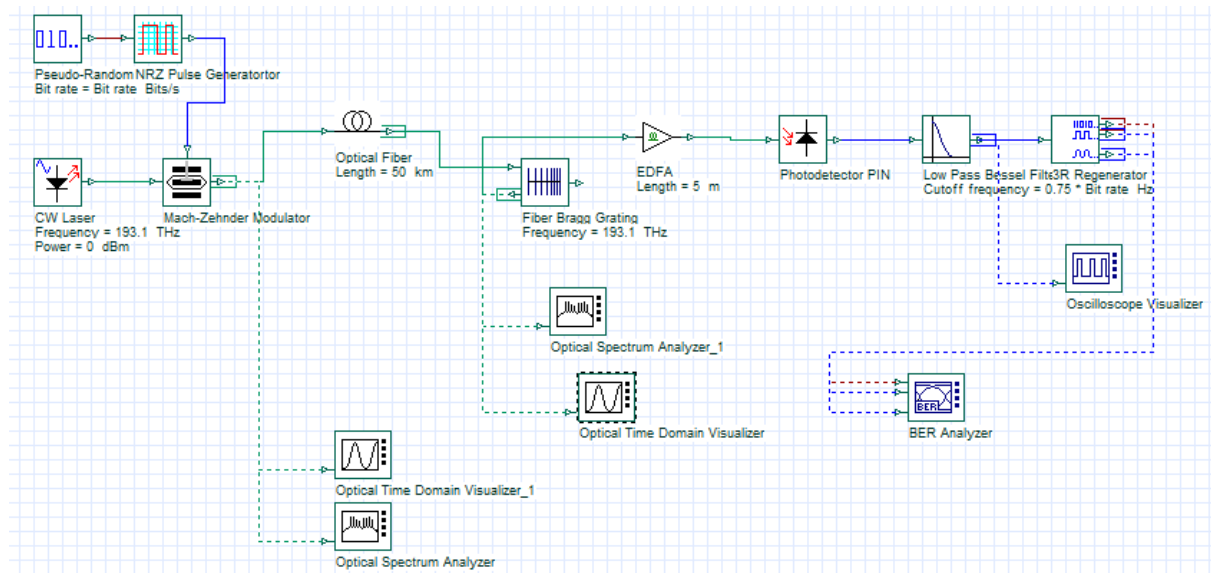 010..
Pseudo-Random NRZ Pulse Generatortor
Bit rate = Bit rate Bits/s
CW Laser
Frequency = 193.1 THz
Power = 0 dBm
Mach-Zehnder Modulator
Optical Fiber
Length = 50 km
Fiber Bragg Grating
Frequency = 193.1 THz
EDFA
Length = 5 m
Photodetector PIN
Low Pass Bessel Filte3R Regenerator
Cutoff frequency = 0.75 * Bit rate Hz
Oscilloscope Visualizer
Optical Spectrum Analyzer_1
Optical Time Domain Visualizer
BER
BER Analyzer
Optical Time Domain Visualizer_1
Optical Spectrum Analyzer